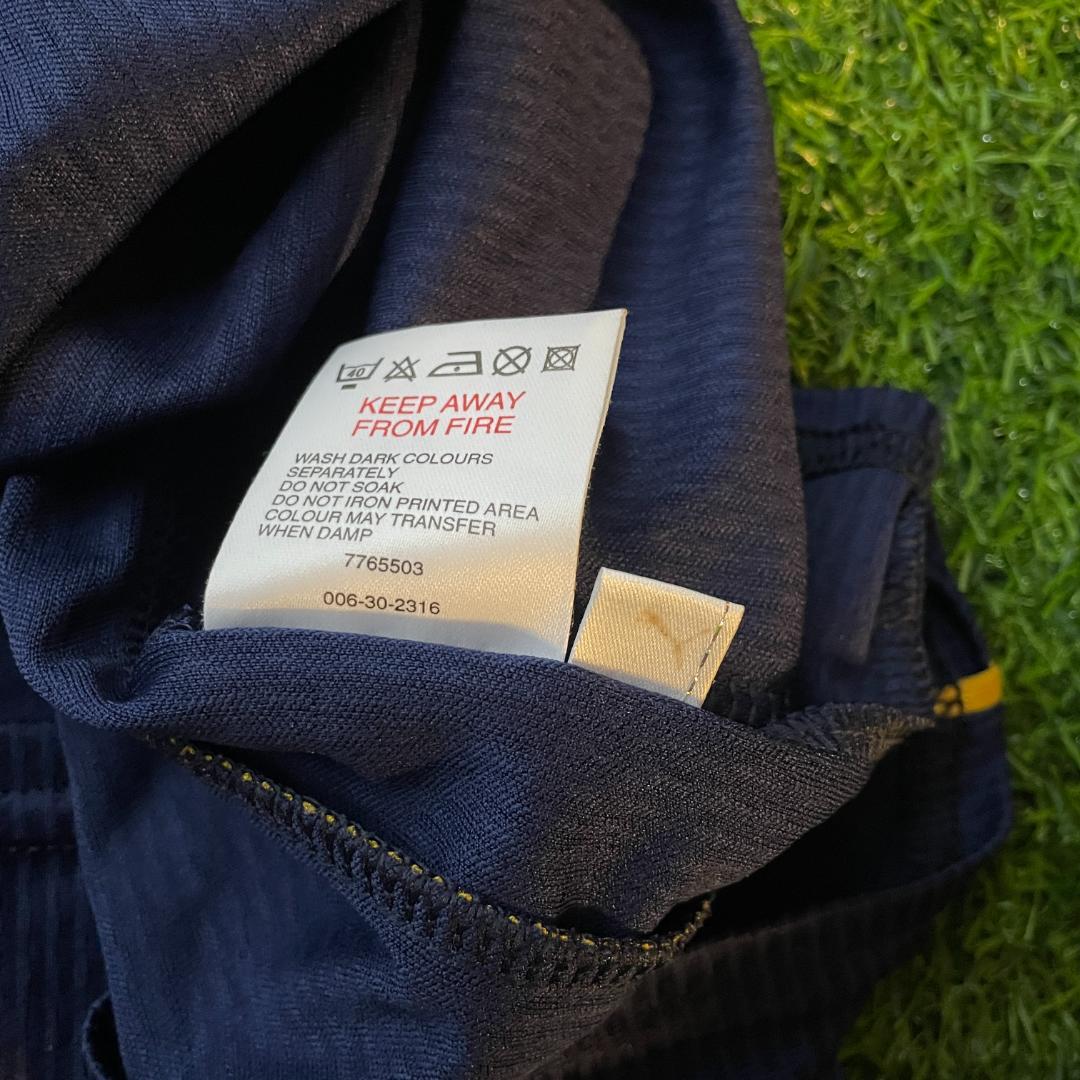 40
KEEP AWAY
FROM FIRE
WASH DARK COLOURS
SEPARATELY
DO NOT SOAK
DO NOT IRON PRINTED AREA
COLOUR MAY TRANSFER
WHEN DAMP
7765503
006-30-2316